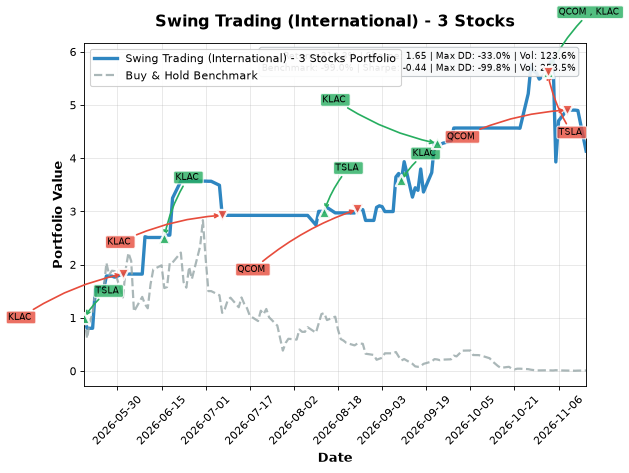 Swing Trading (International) - 3 Stocks
QCOM , KLAC
Swing Trading (International) - 3 Stocks Portfolio
Buy & Hold Benchmark
1.65 | Max DD: -33.0% | Vol: 123.6%
-0.44 | Max DD: -99.8% | Vol:
KLAC
QCOM
TSLA
KLAC
TSLA
KLAC
KLAC
QCOM
TSLA
KLAC
Portfolio Value
6
5
4
3
2
1
0
2026-05-30
2026-06-15
2026-07-01
2026-07-17
2026-08-02
2026-08-18
2026-09-03
2026-09-19
2026-10-05
2026-10-21
2026-11-06
Date